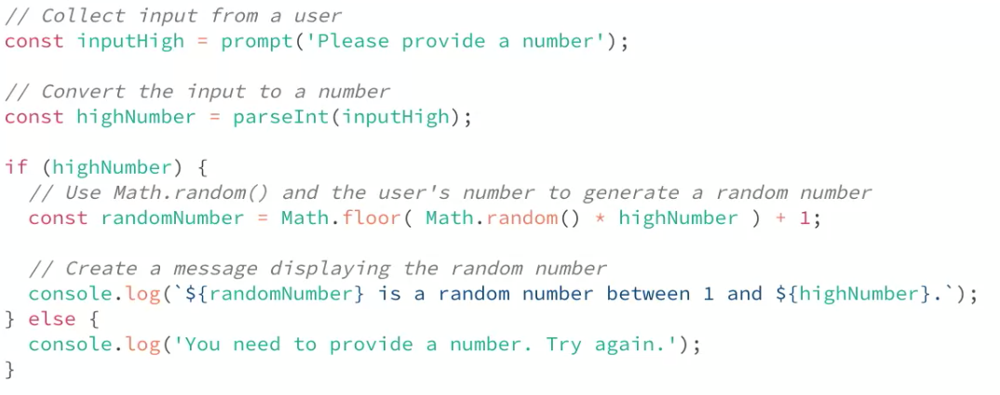 // Collect input from a user
const inputHigh = prompt('Please provide a number');
// Convert the input to a number
const highNumber = parseInt(inputHigh);
if (highNumber) {
// Use Math.random() and the user's number to generate a random number
const randomNumber = Math.floor( Math.random() * highNumber ) + 1;
// Create a message displaying the random number
console.log(`${randomNumber} is a random number between 1 and ${highNumber}.`);
} else {
console.log('You need to provide a number. Try again.');
}